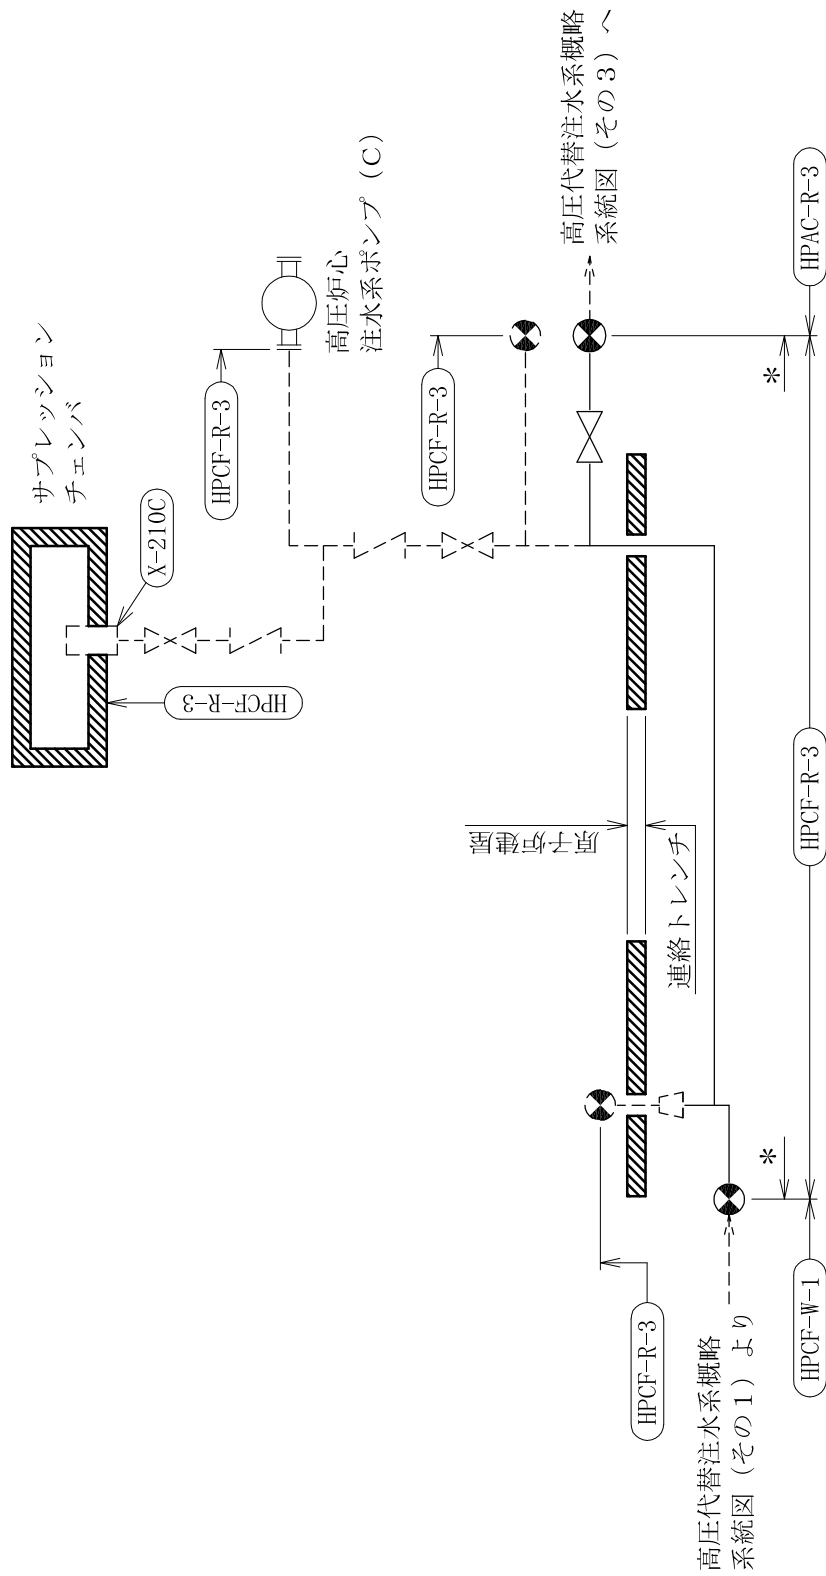 サプレッション
チェンバ
X-210C
HPCF-R-3
HPCF-R-3
高圧炉心
注水系ポンプ（C）
HPCF-R-3
高圧代替注水系概略
系統図（その３）へ
原子炉建屋
連絡トレンチ
HPCF-R-3
高圧代替注水系概略
系統図（その１）より
*
*
HPCF-W-1
HPCF-R-3
HPAC-R-3